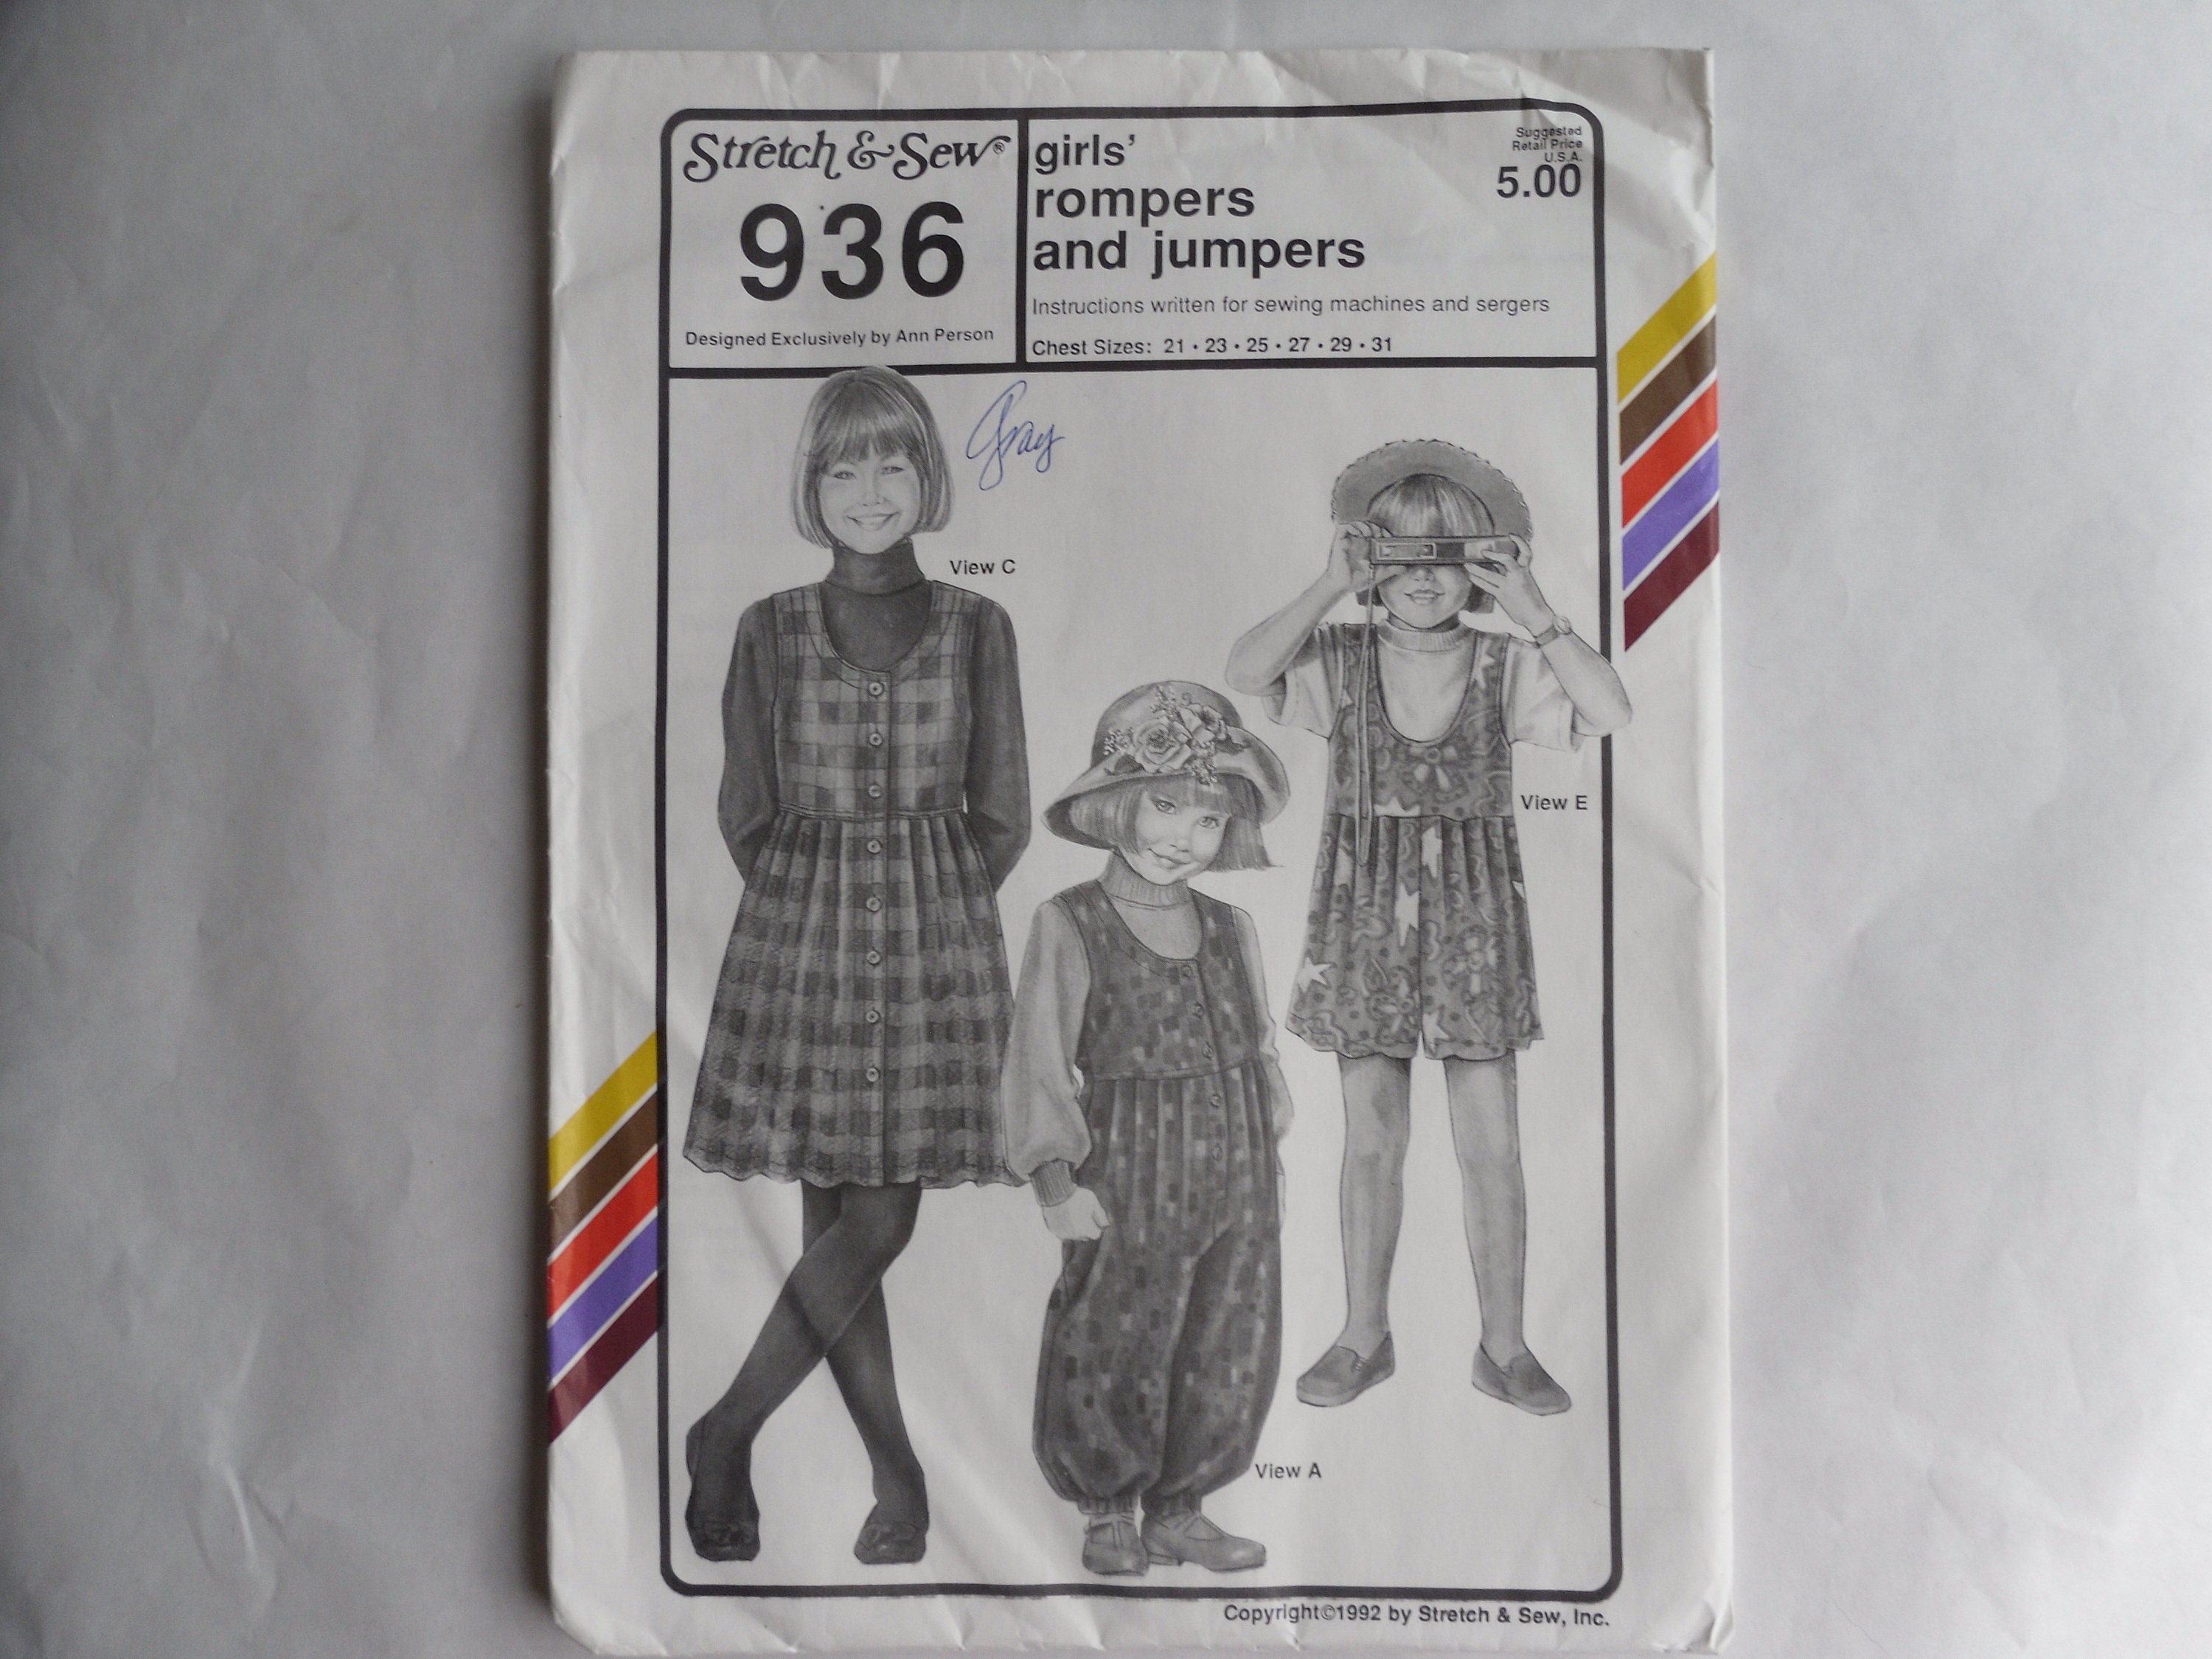 Stretch & Sew®
936
Designed Exclusively by Ann Person
girls'
rompers
and jumpers
Instructions written for sewing machines and sergers
Chest Sizes: 21 • 23 • 25 • 27 • 29 • 31
Suggested
Retail Price
U.S.A.
5.00
Gray
View C
View E
View A
Copyright©1992 by Stretch & Sew, Inc.